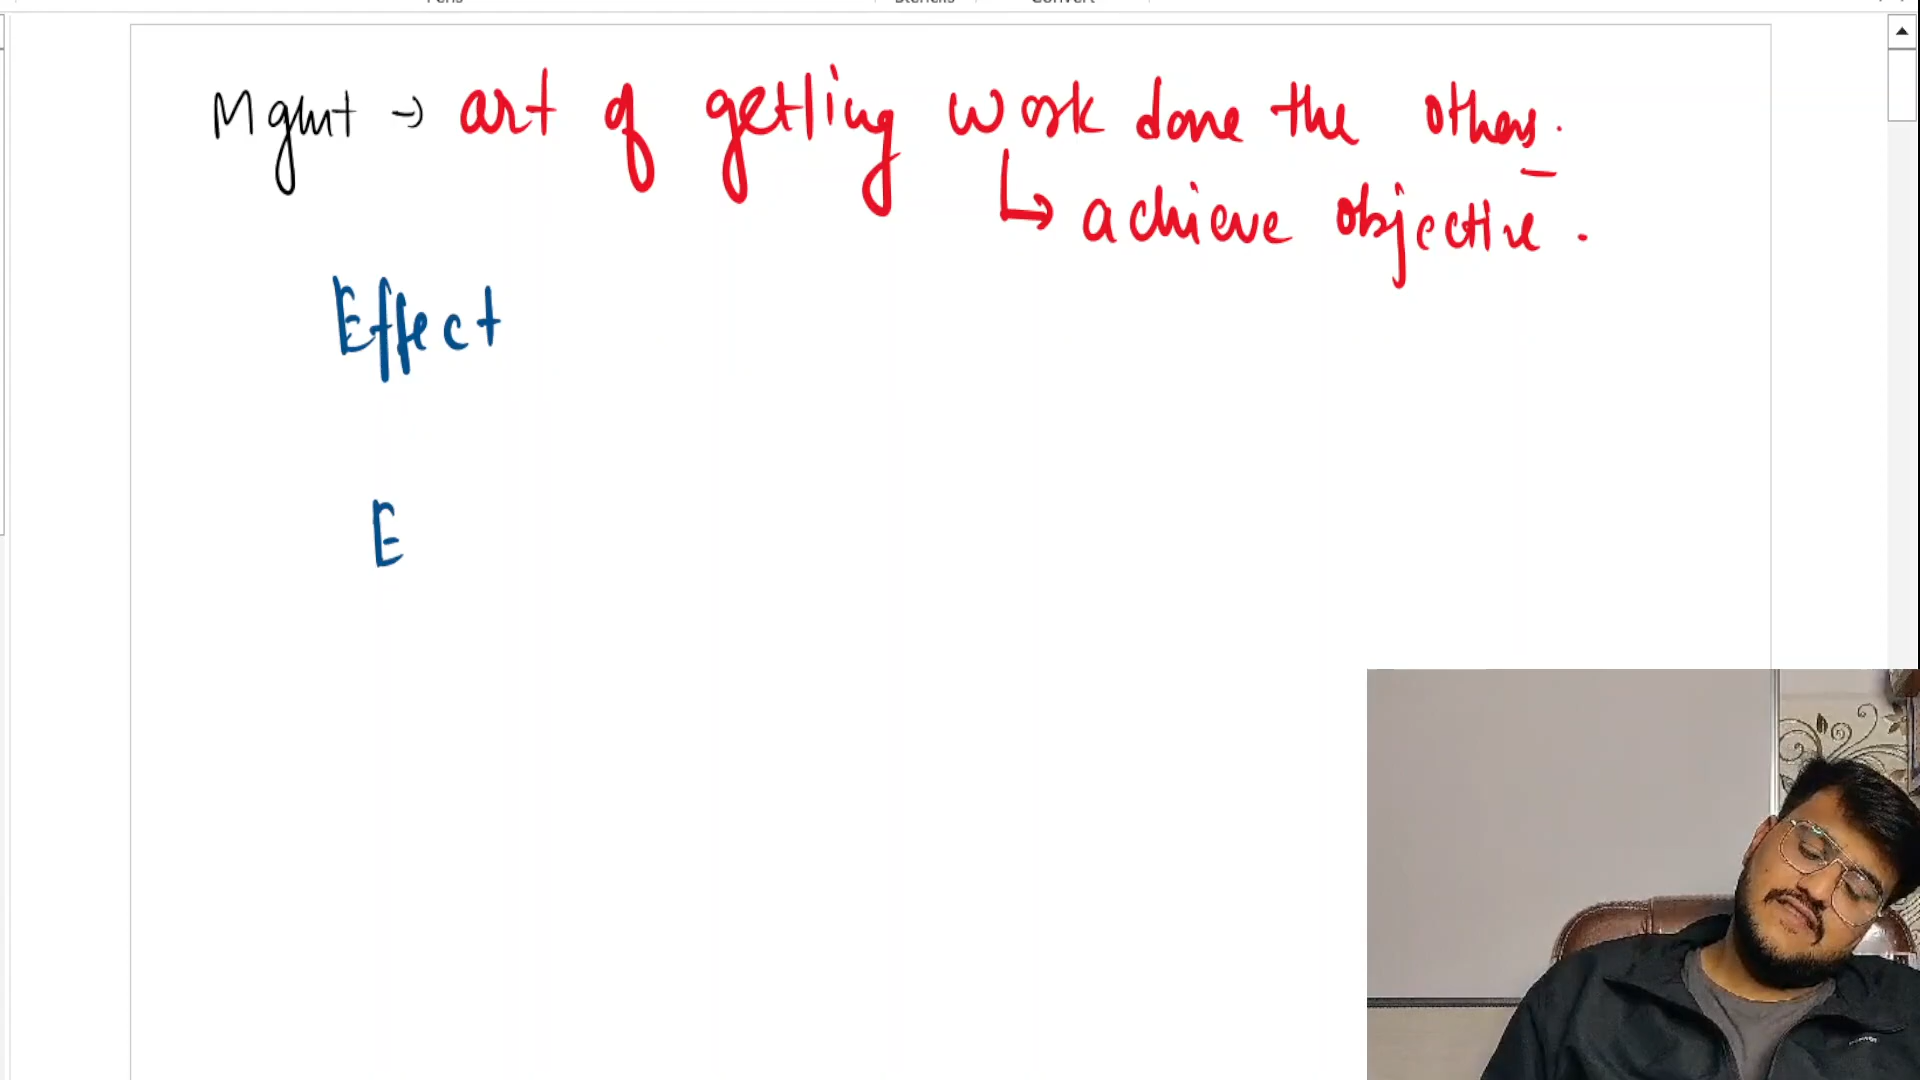 Mgmt → art of getting work done the others.
↳ achieve objective.
Effect
E